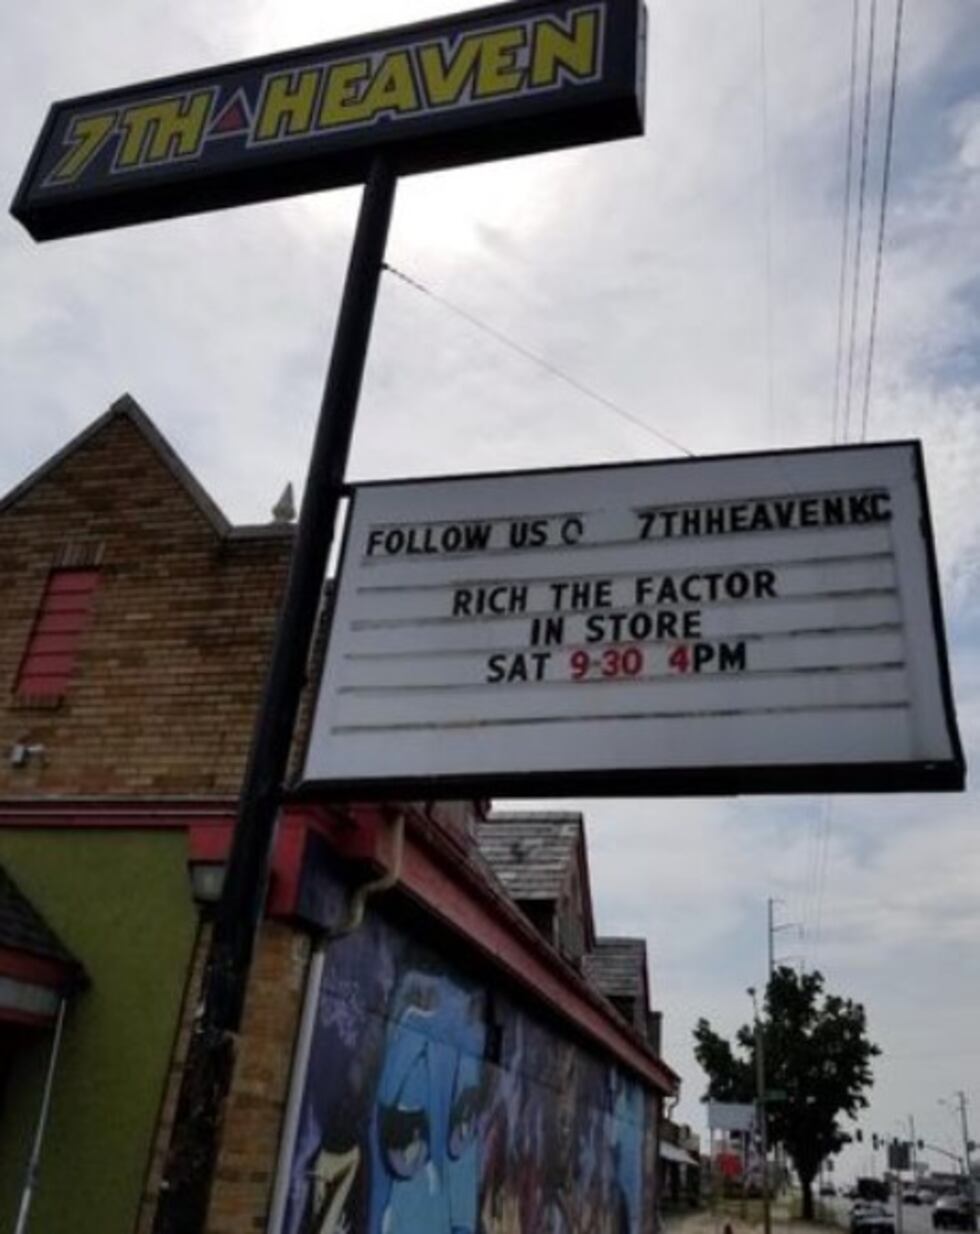 7TH HEAVEN
FOLLOW US O 7THHEAVENKC
RICH THE FACTOR
IN STORE
SAT 9-30 4PM